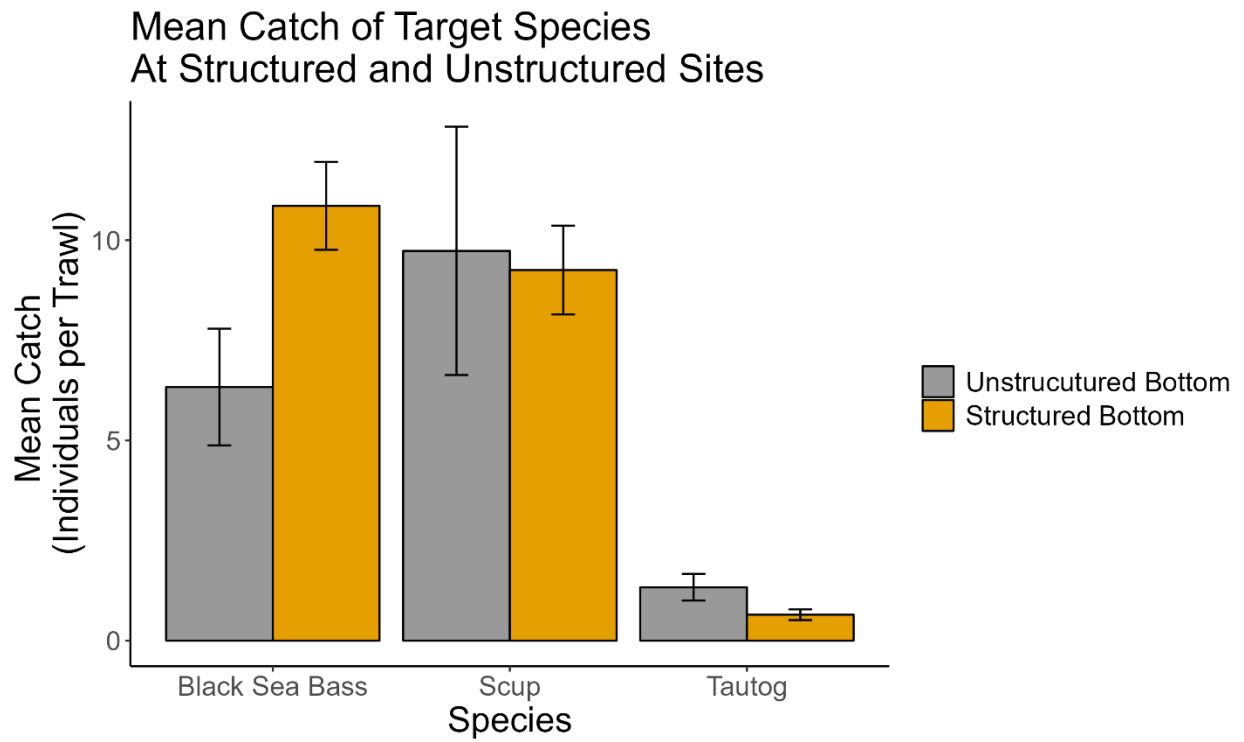 Mean Catch of Target Species
At Structured and Unstructured Sites
Mean Catch
(Individuals per Trawl)
10
5
0
Black Sea Bass
Scup
Tautog
Species
Unstrucutured Bottom
Structured Bottom